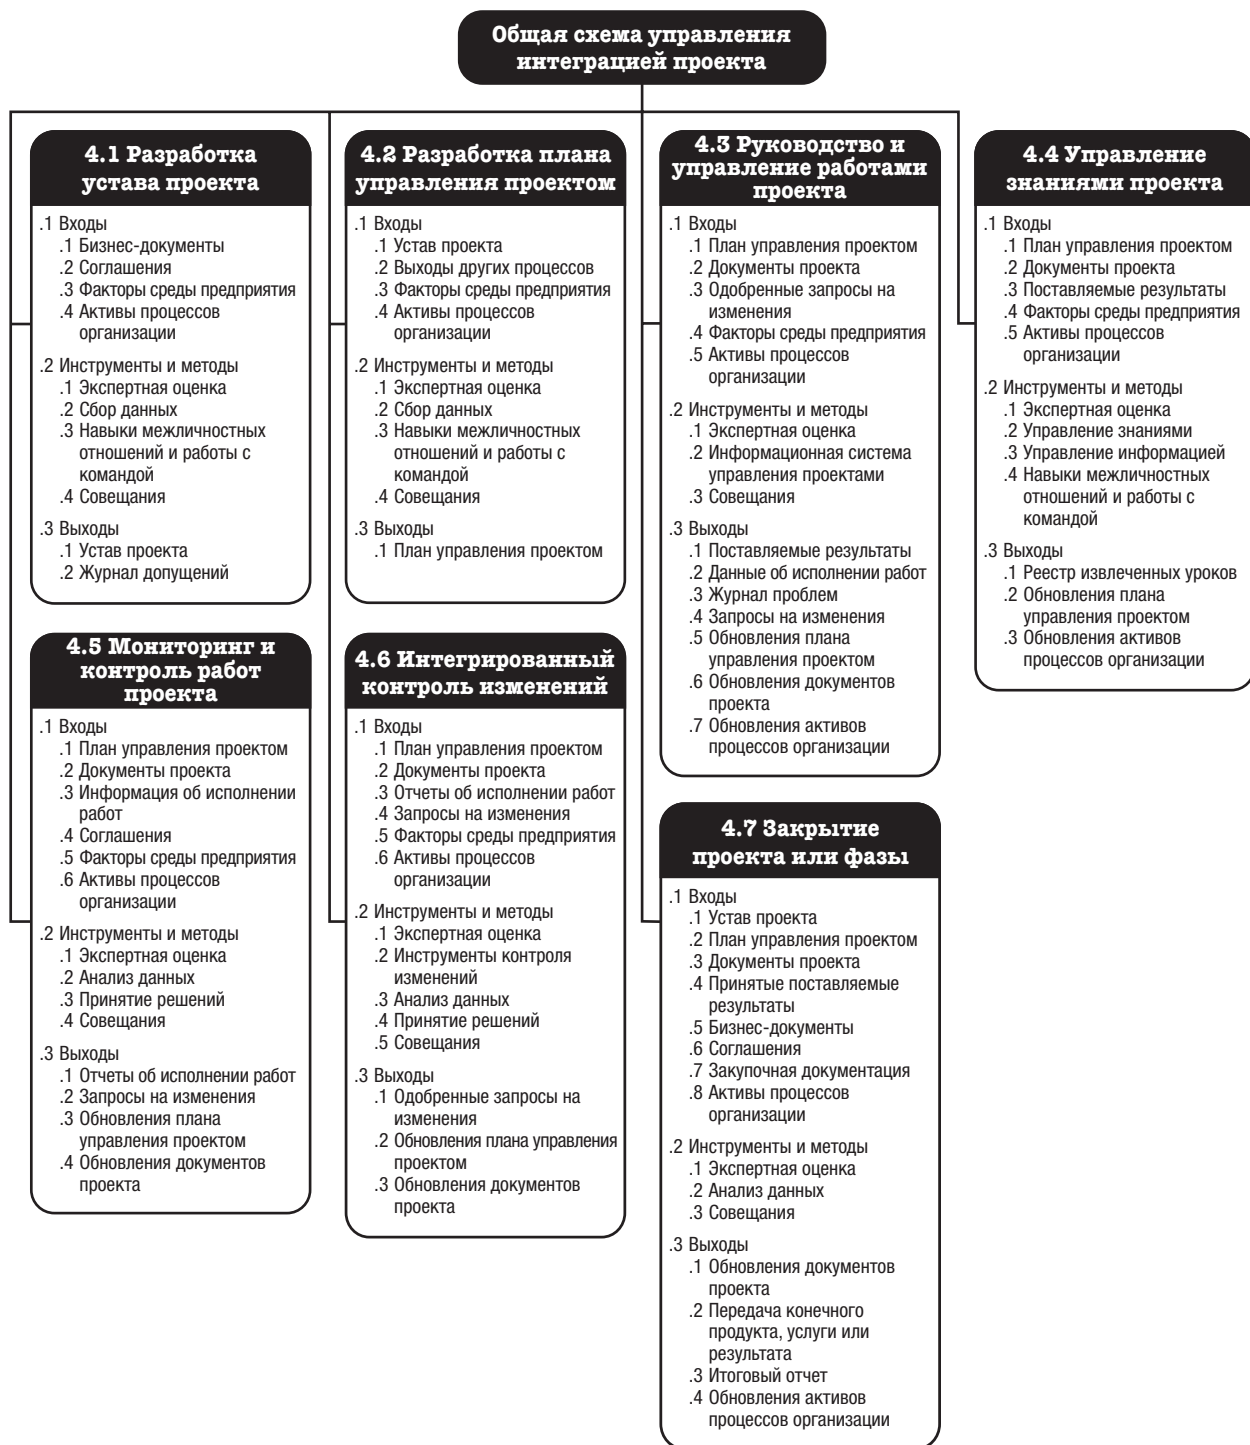 Общая схема управления
интеграцией проекта
4.1 Разработка
устава проекта
.1 Входы
.1 Бизнес-документы
.2 Соглашения
.3 Факторы среды предприятия
.4 Активы процессов
организации
.2 Инструменты и методы
.1 Экспертная оценка
.2 Сбор данных
.3 Навыки межличностных
отношений и работы с
командой
.4 Совещания
.3 Выходы
.1 Устав проекта
.2 Журнал допущений
4.2 Разработка плана
управления проектом
.1 Входы
.1 Устав проекта
.2 Выходы других процессов
.3 Факторы среды предприятия
.4 Активы процессов
организации
.2 Инструменты и методы
.1 Экспертная оценка
.2 Сбор данных
.3 Навыки межличностных
отношений и работы с
командой
.4 Совещания
.3 Выходы
.1 План управления проектом
4.3 Руководство и
управление работами
проекта
.1 Входы
.1 План управления проектом
.2 Документы проекта
.3 Одобренные запросы на
изменения
.4 Факторы среды предприятия
.5 Активы процессов
организации
.2 Инструменты и методы
.1 Экспертная оценка
.2 Информационная система
управления проектами
.3 Совещания
.3 Выходы
.1 Поставляемые результаты
.2 Данные об исполнении работ
.3 Журнал проблем
.4 Запросы на изменения
.5 Обновления плана
управления проектом
.6 Обновления документов
проекта
.7 Обновления активов
процессов организации
4.4 Управление
знаниями проекта
.1 Входы
.1 План управления проектом
.2 Документы проекта
.3 Поставляемые результаты
.4 Факторы среды предприятия
.5 Активы процессов
организации
.2 Инструменты и методы
.1 Экспертная оценка
.2 Управление знаниями
.3 Управление информацией
.4 Навыки межличностных
отношений и работы с
командой
.3 Выходы
.1 Реестр извлеченных уроков
.2 Обновления плана
управления проектом
.3 Обновления активов
процессов организации
4.5 Мониторинг и
контроль работ
проекта
.1 Входы
.1 План управления проектом
.2 Документы проекта
.3 Информация об исполнении
работ
.4 Соглашения
.5 Факторы среды предприятия
.6 Активы процессов
организации
.2 Инструменты и методы
.1 Экспертная оценка
.2 Анализ данных
.3 Принятие решений
.4 Совещания
.3 Выходы
.1 Отчеты об исполнении работ
.2 Запросы на изменения
.3 Обновления плана
управления проектом
.4 Обновления документов
проекта
4.6 Интегрированный
контроль изменений
.1 Входы
.1 План управления проектом
.2 Документы проекта
.3 Отчеты об исполнении работ
.4 Запросы на изменения
.5 Факторы среды предприятия
.6 Активы процессов
организации
.2 Инструменты и методы
.1 Экспертная оценка
.2 Инструменты контроля
изменений
.3 Анализ данных
.4 Принятие решений
.5 Совещания
.3 Выходы
.1 Одобренные запросы на
изменения
.2 Обновления плана управления
проектом
.3 Обновления документов
проекта
4.7 Закрытие
проекта или фазы
.1 Входы
.1 Устав проекта
.2 План управления проектом
.3 Документы проекта
.4 Принятые поставляемые
результаты
.5 Бизнес-документы
.6 Соглашения
.7 Закупочная документация
.8 Активы процессов
организации
.2 Инструменты и методы
.1 Экспертная оценка
.2 Анализ данных
.3 Совещания
.3 Выходы
.1 Обновления документов
проекта
.2 Передача конечного
продукта, услуги или
результата
.3 Итоговый отчет
.4 Обновления активов
процессов организации